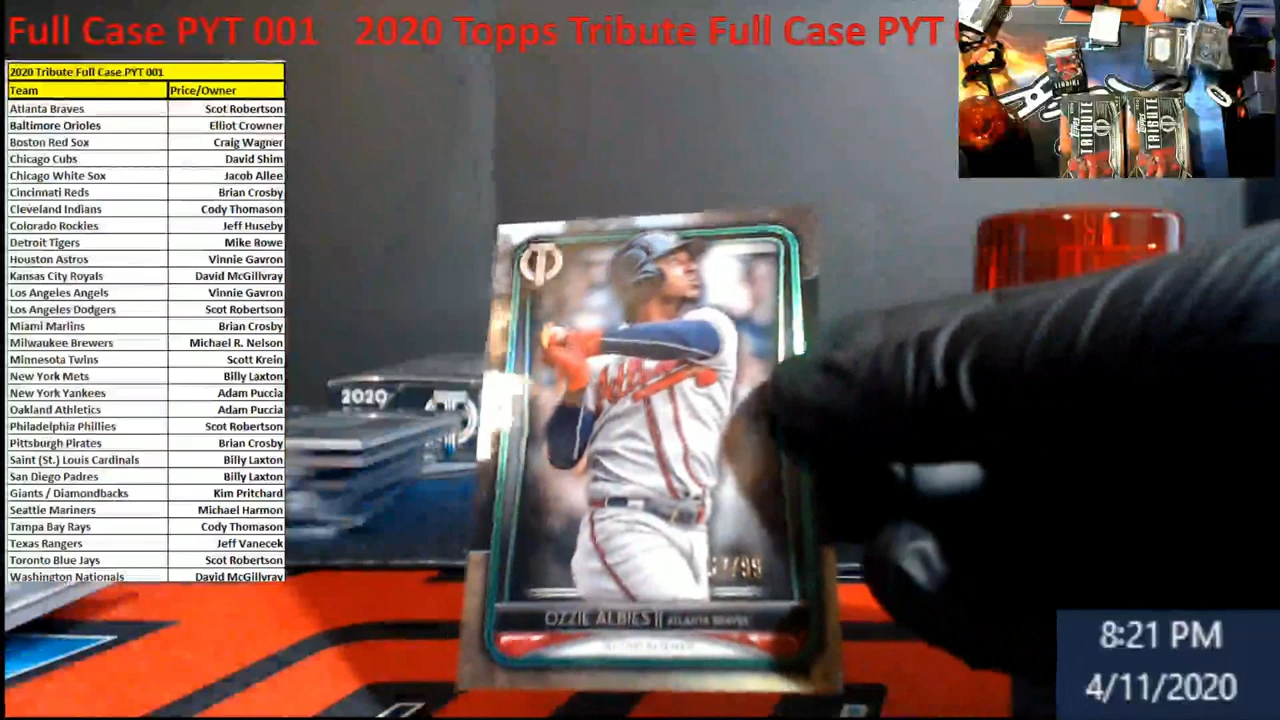 Full Case PYT 001 2020 Topps Tribute Full Case PYT
2020 Tribute Full Case PYT 001
Team Price/Owner
Atlanta Braves Scot Robertson
Baltimore Orioles Elliot Crowner
Boston Red Sox Craig Wagner
Chicago Cubs David Shim
Chicago White Sox Jacob Allee
Cincinnati Reds Brian Crosby
Cleveland Indians Cody Thomason
Colorado Rockies Jeff Huseby
Detroit Tigers Mike Rowe
Houston Astros Vinnie Gavron
Kansas City Royals David McGillvray
Los Angeles Angels Vinnie Gavron
Los Angeles Dodgers Scot Robertson
Miami Marlins Brian Crosby
Milwaukee Brewers Michael R. Nelson
Minnesota Twins Scott Krein
New York Mets Billy Laxton
New York Yankees Adam Puccia
Oakland Athletics Adam Puccia
Philadelphia Phillies Scot Robertson
Pittsburgh Pirates Brian Crosby
Saint (St.) Louis Cardinals Billy Laxton
San Diego Padres Billy Laxton
Giants / Diamondbacks Kim Pritchard
Seattle Mariners Michael Harmon
Tampa Bay Rays Cody Thomason
Texas Rangers Jeff Vanecek
Toronto Blue Jays Scot Robertson
Washington Nationals David McGillvray
Topps TRIBUTE
Topps TRIBUTE
2020
OZZIE ALBIES || ATLANTA BRAVES
8:21 PM
4/11/2020